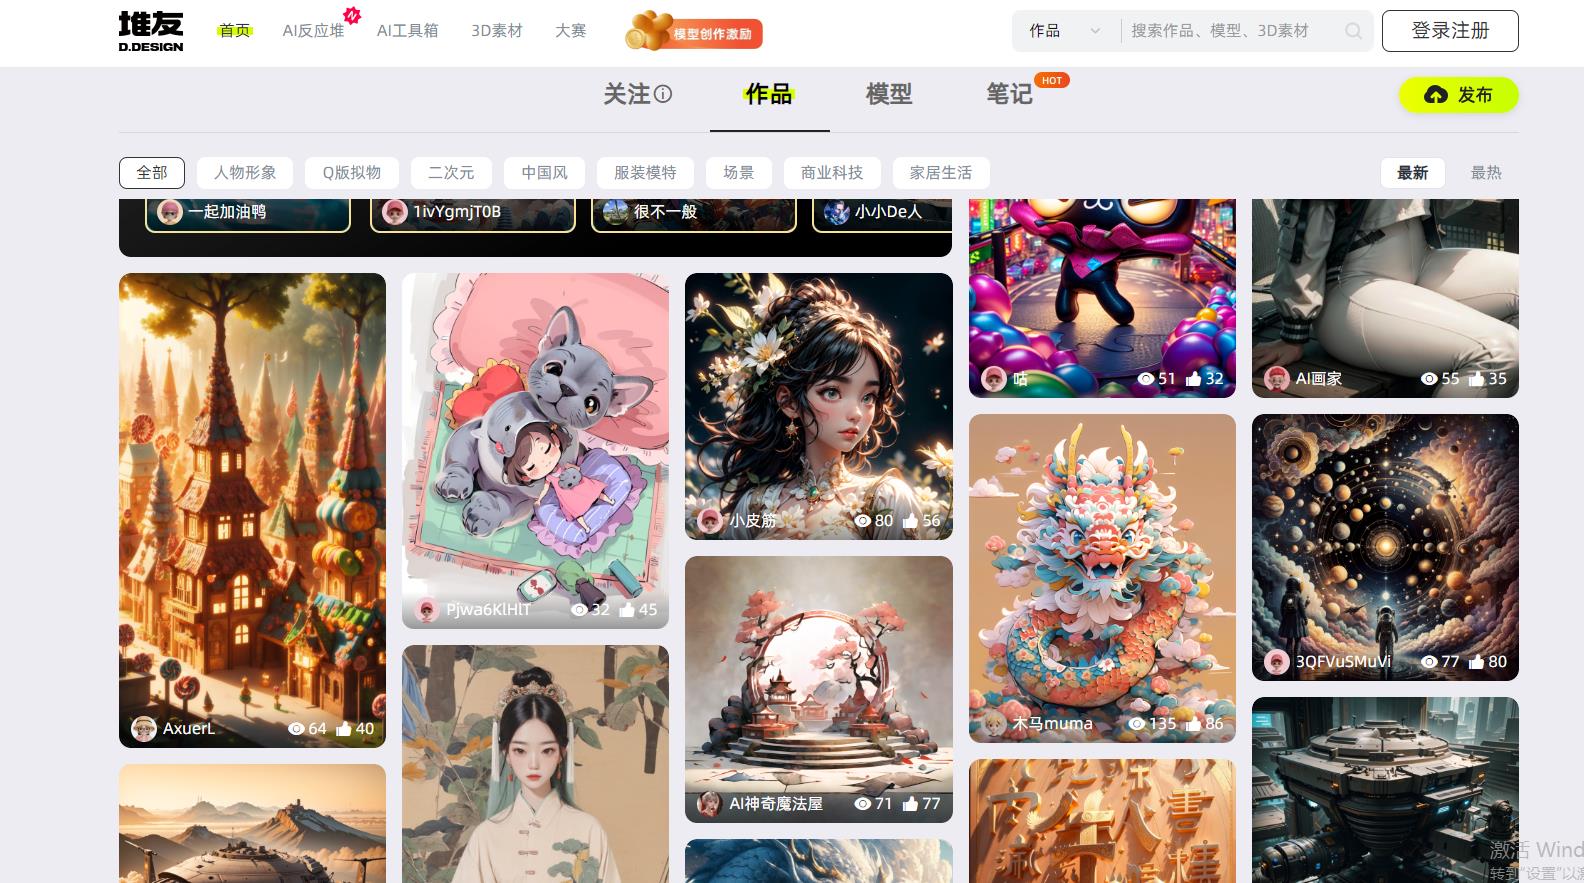 堆友
D.DESIGN
首页
AI反应堆
N
AI工具箱
3D素材
大赛
模型创作激励
作品
搜索作品、模型、3D素材
登录注册
关注
作品
模型
笔记
HOT
发布
全部
人物形象
Q版拟物
二次元
中国风
服装模特
场景
商业科技
家居生活
最新
最热
一起加油鸭
1ivYgmjT0B
很不一般
小小De人
咕
51
32
AI画家
55
35
小皮筋
80
56
Pjwa6KlHlT
32
45
3QFVuSMuVi
77
80
AxuerL
64
40
木马muma
135
86
AI神奇魔法屋
71
77
激活 Wind
转到"设置"以激